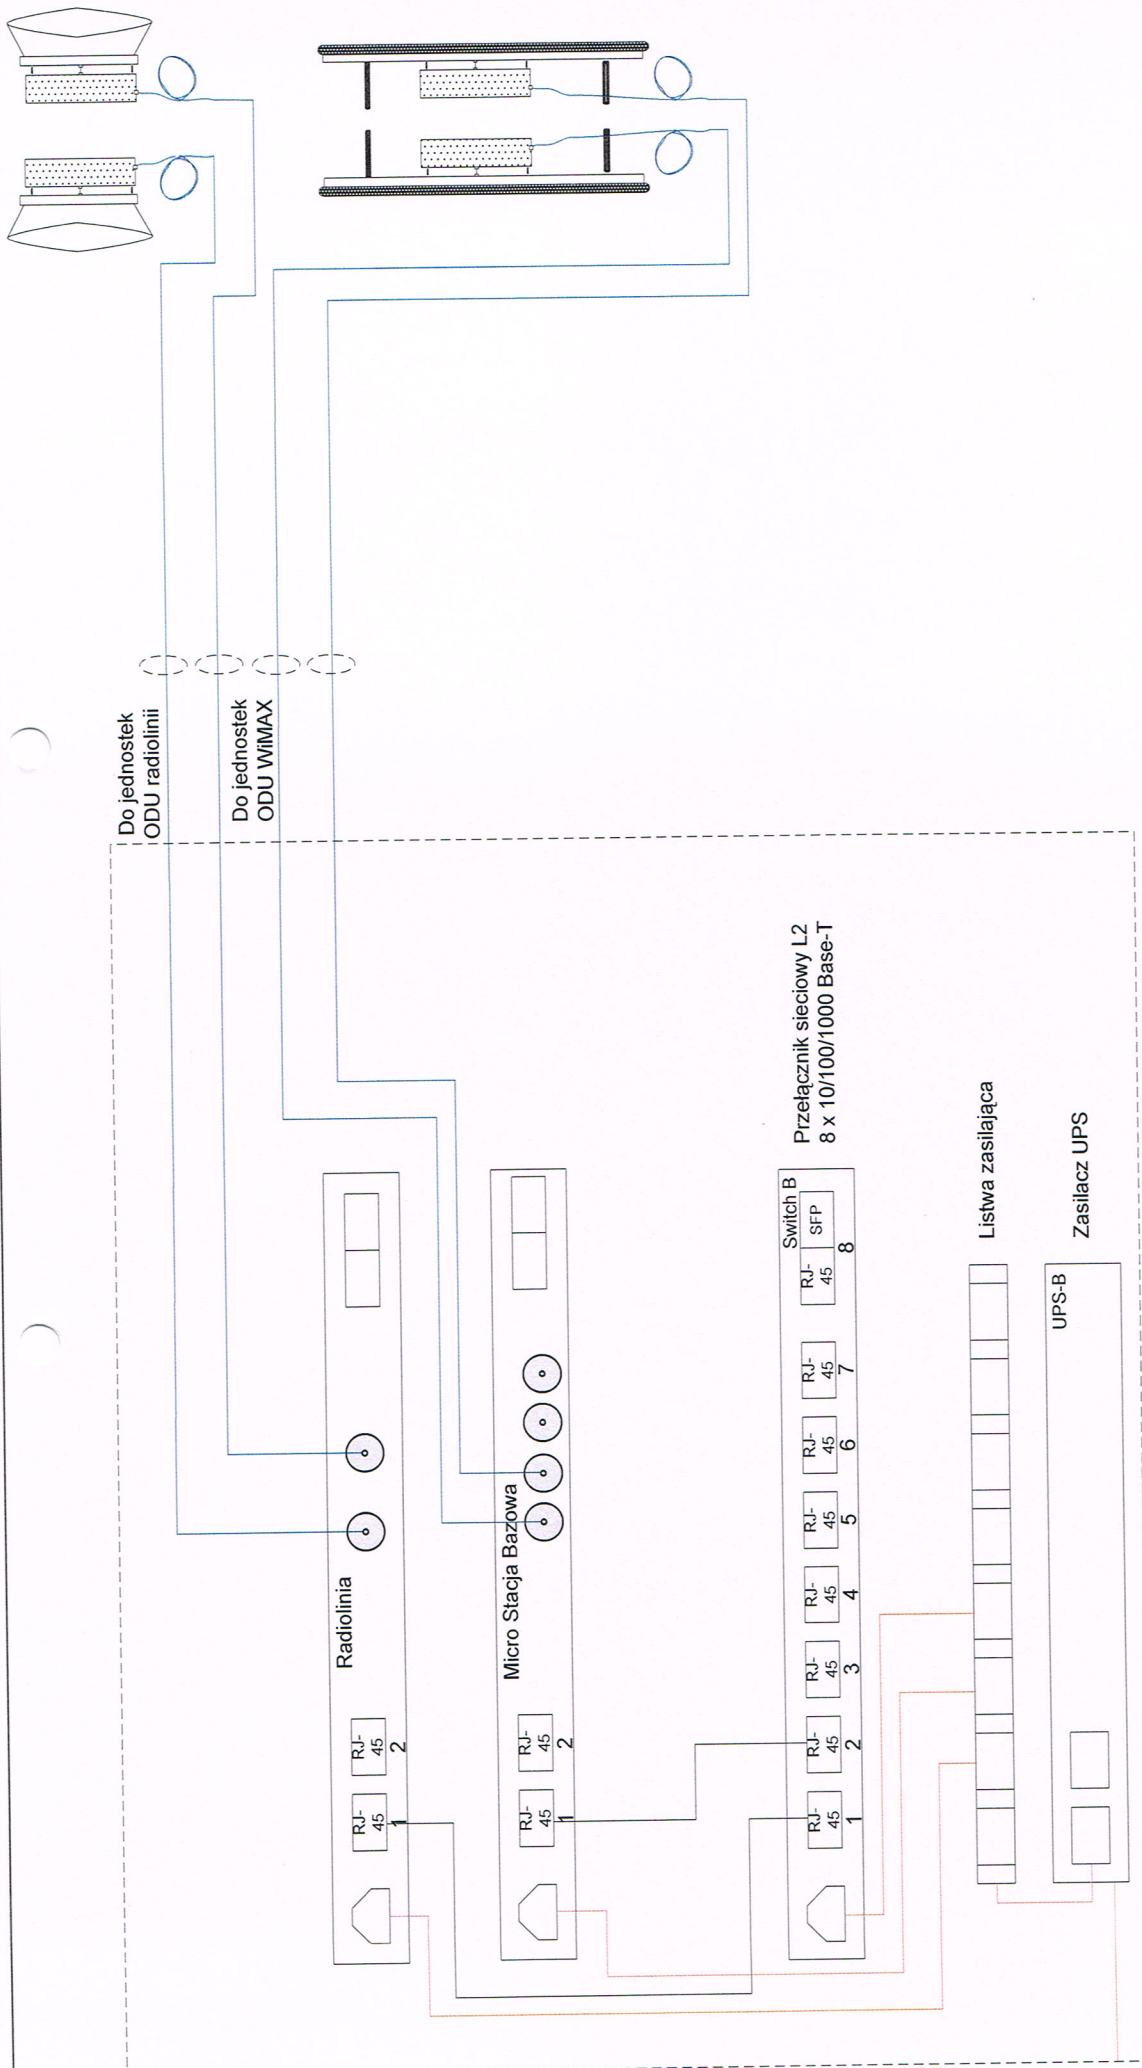 Do jednostek
ODU radiolinii
Do jednostek
ODU WiMAX
Radiolinia
RJ-
45
1
RJ-
45
2
Micro Stacja Bazowa
RJ-
45
1
RJ-
45
2
Przełącznik sieciowy L2
8 x 10/100/1000 Base-T
Switch B
RJ-
45
1
RJ-
45
2
RJ-
45
3
RJ-
45
4
RJ-
45
5
RJ-
45
6
RJ-
45
7
RJ-
45
SFP
8
Listwa zasilająca
Zasilacz UPS
UPS-B